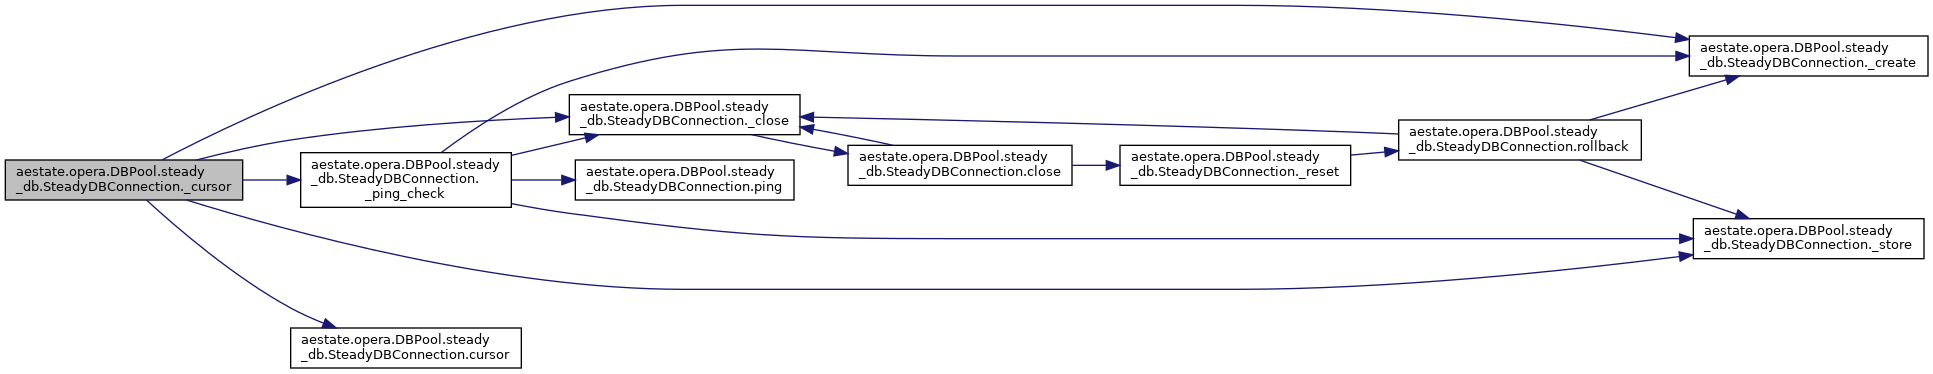 aestate.opera.DBPool.steady
_db.SteadyDBConnection._cursor
aestate.opera.DBPool.steady
_db.SteadyDBConnection.
_ping_check
aestate.opera.DBPool.steady
_db.SteadyDBConnection.cursor
aestate.opera.DBPool.steady
_db.SteadyDBConnection._close
aestate.opera.DBPool.steady
_db.SteadyDBConnection.ping
aestate.opera.DBPool.steady
_db.SteadyDBConnection.close
aestate.opera.DBPool.steady
_db.SteadyDBConnection._reset
aestate.opera.DBPool.steady
_db.SteadyDBConnection.rollback
aestate.opera.DBPool.steady
_db.SteadyDBConnection._create
aestate.opera.DBPool.steady
_db.SteadyDBConnection._store